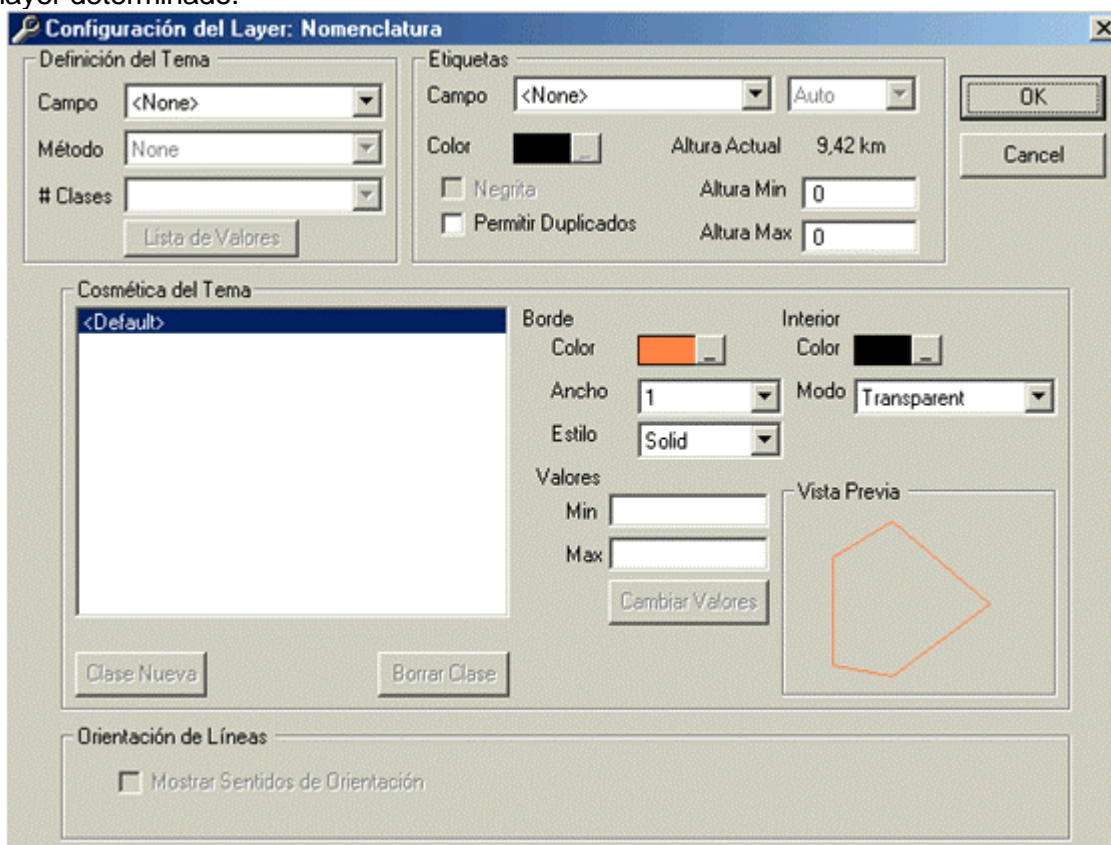 layer determinado.
Configuración del Layer: Nomenclatura
Definición del Tema
Campo <None>
Método None
# Clases
Lista de Valores
Etiquetas
Campo <None> Auto
Color Altura Actual 9,42 km
Negrita Altura Min 0
Permitir Duplicados Altura Max 0
OK
Cancel
Cosmética del Tema
<Default>
Borde
Color
Ancho 1
Estilo Solid
Valores
Min
Max
Cambiar Valores
Interior
Color
Modo Transparent
Vista Previa
Clase Nueva Borrar Clase
Orientación de Líneas
Mostrar Sentidos de Orientación